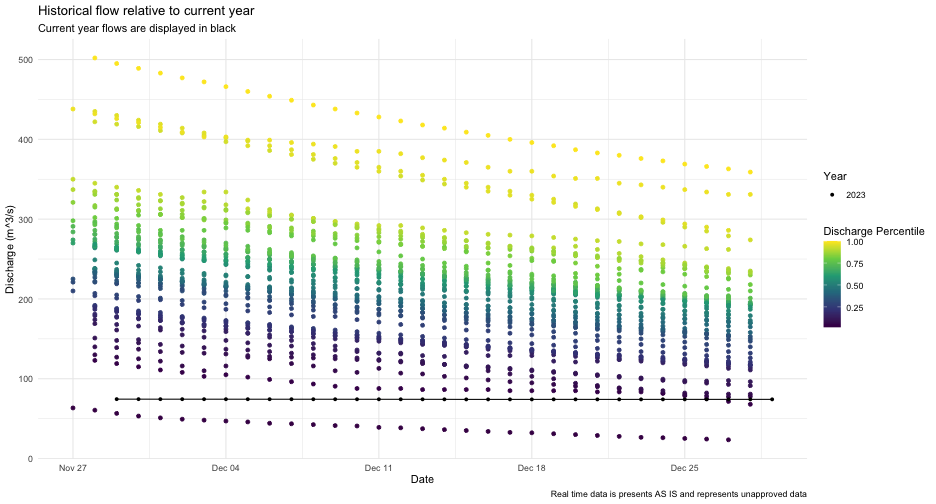 Historical flow relative to current year
Current year flows are displayed in black
500
400
300
200
100
0
Discharge (m^3/s)
Nov 27
Dec 04
Dec 11
Dec 18
Dec 25
Date
Year
2023
Discharge Percentile
1.00
0.75
0.50
0.25
Real time data is presents AS IS and represents unapproved data